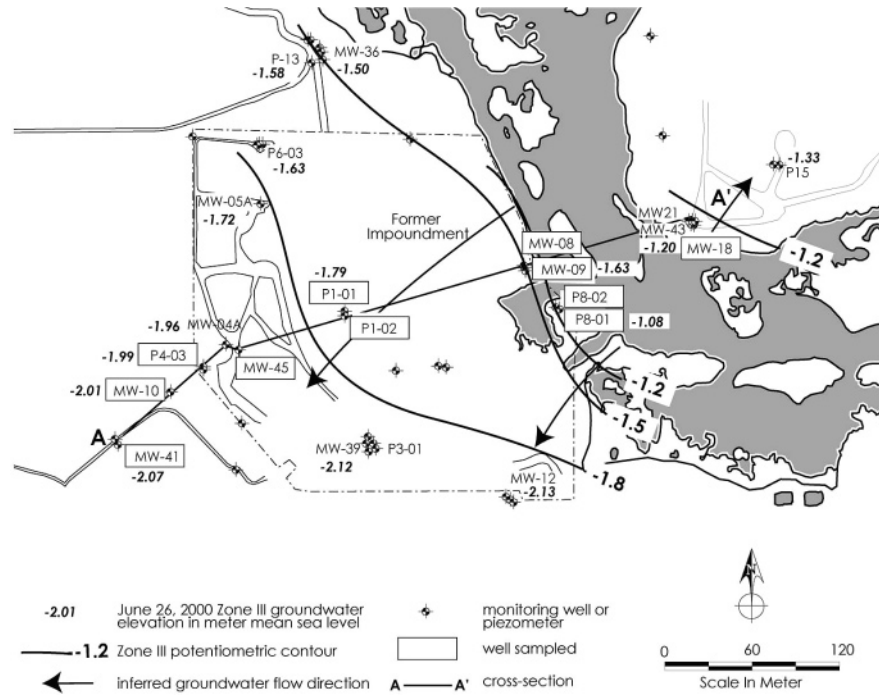 P-13
MW-36
-1.58
-1.50
P6-03
-1.63
-1.33
P15
MW-05A
-1.72
A'
Former
Impoundment
MW21
MW-43
-1.20
MW-18
-1.2
MW-08
MW-09
-1.63
-1.79
P1-01
P8-02
P8-01
-1.08
P1-02
-1.96
MW-04A
-1.99
P4-03
MW-45
-2.01
MW-10
-1.2
-1.5
A
MW-41
-2.07
MW-39
P3-01
-2.12
MW-12
-2.13
-1.8
N
-2.01
June 26, 2000 Zone III groundwater
elevation in meter mean sea level
monitoring well or
piezometer
-1.2
Zone III potentiometric contour
well sampled
inferred groundwater flow direction
A
A'
cross-section
0
60
120
Scale In Meter